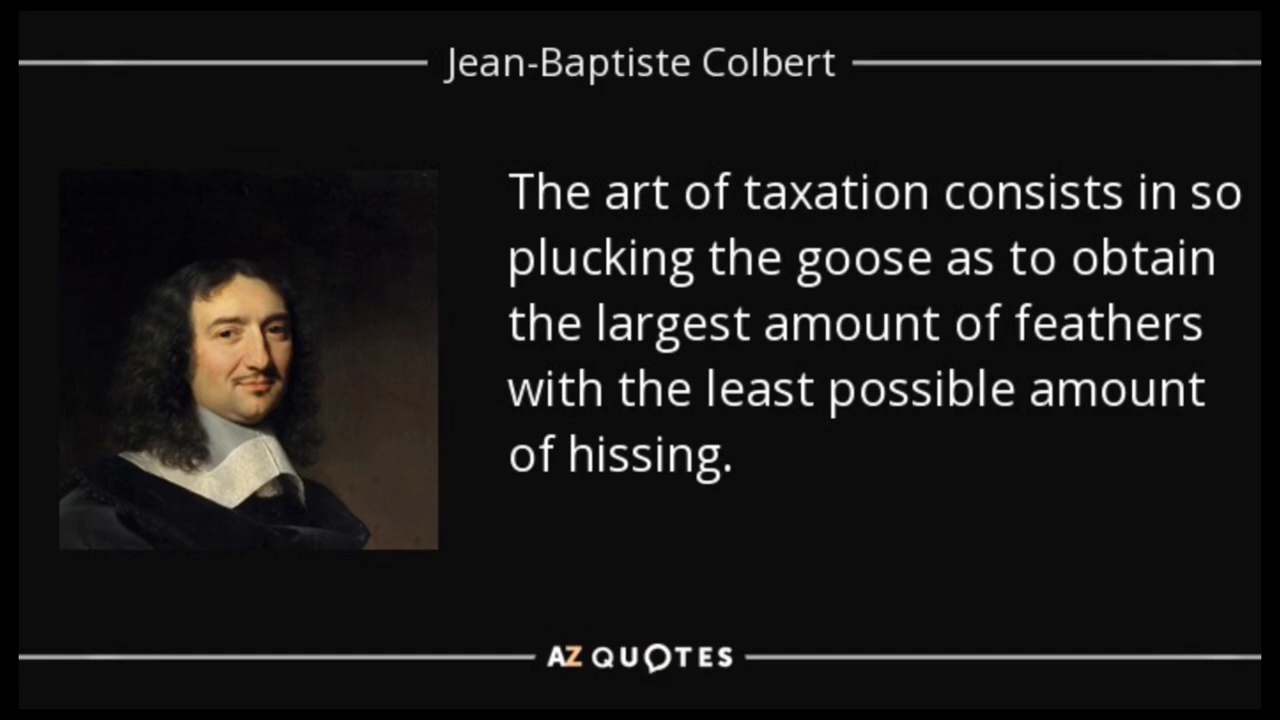 Jean-Baptiste Colbert
The art of taxation consists in so
plucking the goose as to obtain
the largest amount of feathers
with the least possible amount
of hissing.
AZ QUOTES